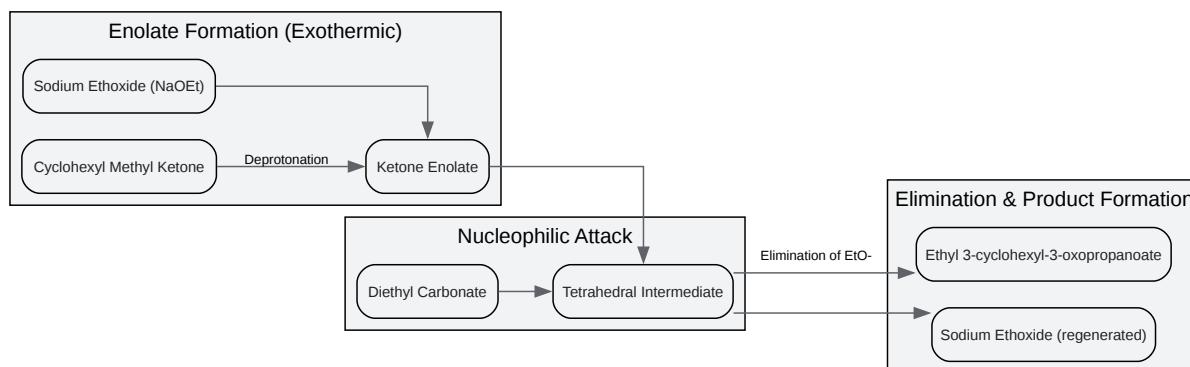 Enolate Formation (Exothermic)
Sodium Ethoxide (NaOEt)
Cyclohexyl Methyl Ketone
Deprotonation
Ketone Enolate
Nucleophilic Attack
Diethyl Carbonate
Tetrahedral Intermediate
Elimination of EtO-
Elimination & Product Formation
Ethyl 3-cyclohexyl-3-oxopropanoate
Sodium Ethoxide (regenerated)